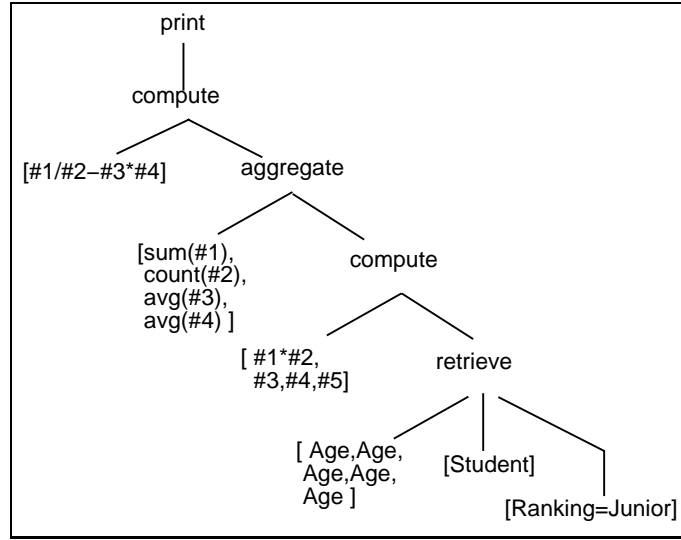 print
compute
[#1/#2–#3*#4]
aggregate
[sum(#1),
count(#2),
avg(#3),
avg(#4) ]
compute
[ #1*#2,
#3,#4,#5]
retrieve
[ Age,Age,
Age,Age,
Age ]
[Student]
[Ranking=Junior]